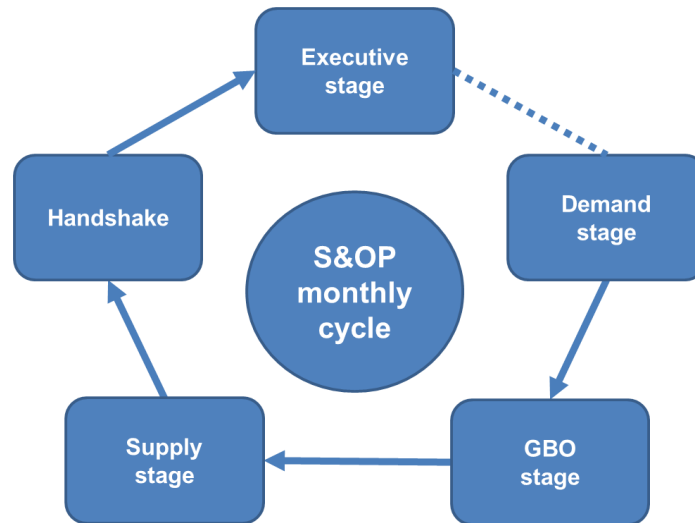 Executive
stage
Handshake
Demand
stage
S&OP
monthly
cycle
Supply
stage
GBO
stage